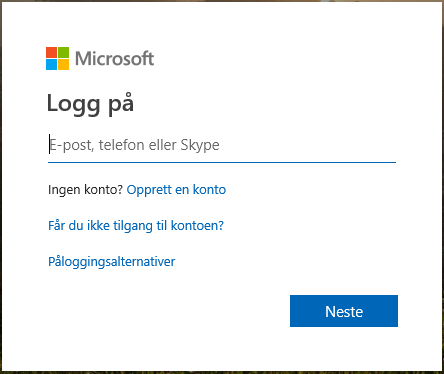 Microsoft
Logg på
E-post, telefon eller Skype
Ingen konto? Opprett en konto
Får du ikke tilgang til kontoen?
Påloggingsalternativer
Neste